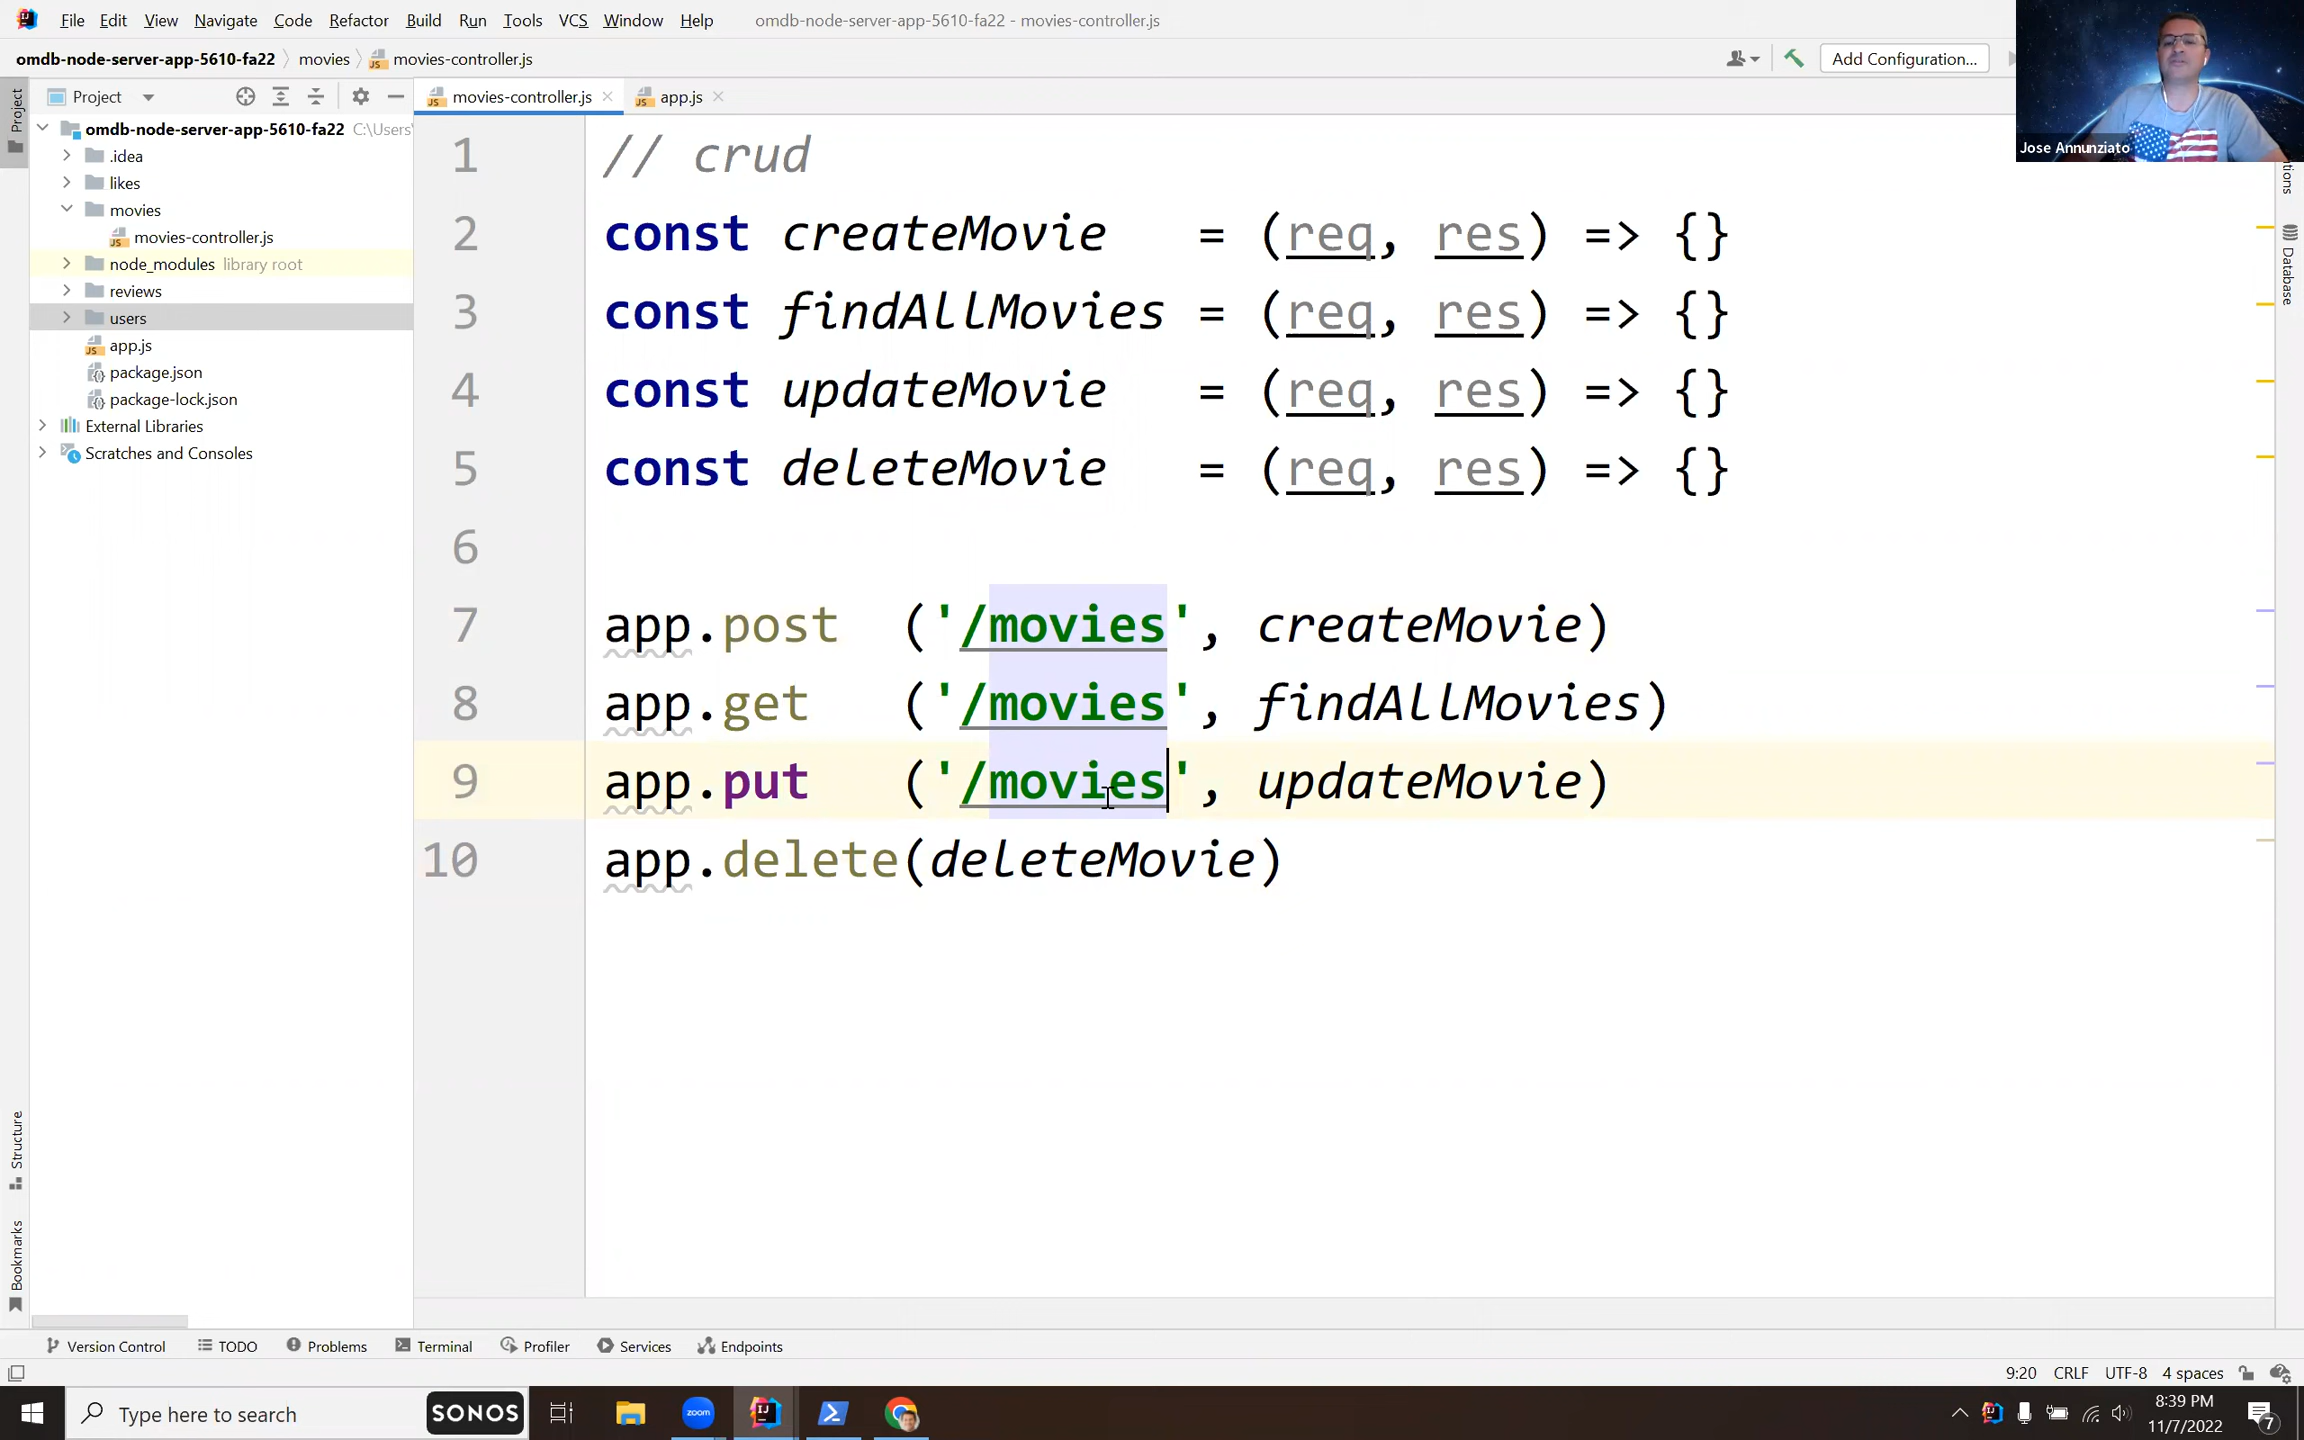 File Edit View Navigate Code Refactor Build Run Tools VCS Window Help omdb-node-server-app-5610-fa22 - movies-controller.js
omdb-node-server-app-5610-fa22 movies movies-controller.js Add Configuration...
Project movies-controller.js app.js
Project
omdb-node-server-app-5610-fa22 C:\Users'
.idea
likes
movies
movies-controller.js
node_modules library root
reviews
users
app.js
package.json
package-lock.json
External Libraries
Scratches and Consoles
1 // crud
2 const createMovie = (req, res) => {}
3 const findAllMovies = (req, res) => {}
4 const updateMovie = (req, res) => {}
5 const deleteMovie = (req, res) => {}
6
7 app.post ('/movies', createMovie)
8 app.get ('/movies', findAllMovies)
9 app.put ('/movies', updateMovie)
10 app.delete(deleteMovie)
Jose Annunziato
Database
Structure
Bookmarks
Version Control TODO Problems Terminal Profiler Services Endpoints
9:20 CRLF UTF-8 4 spaces
Type here to search SONOS zoom 8:39 PM
11/7/2022 7